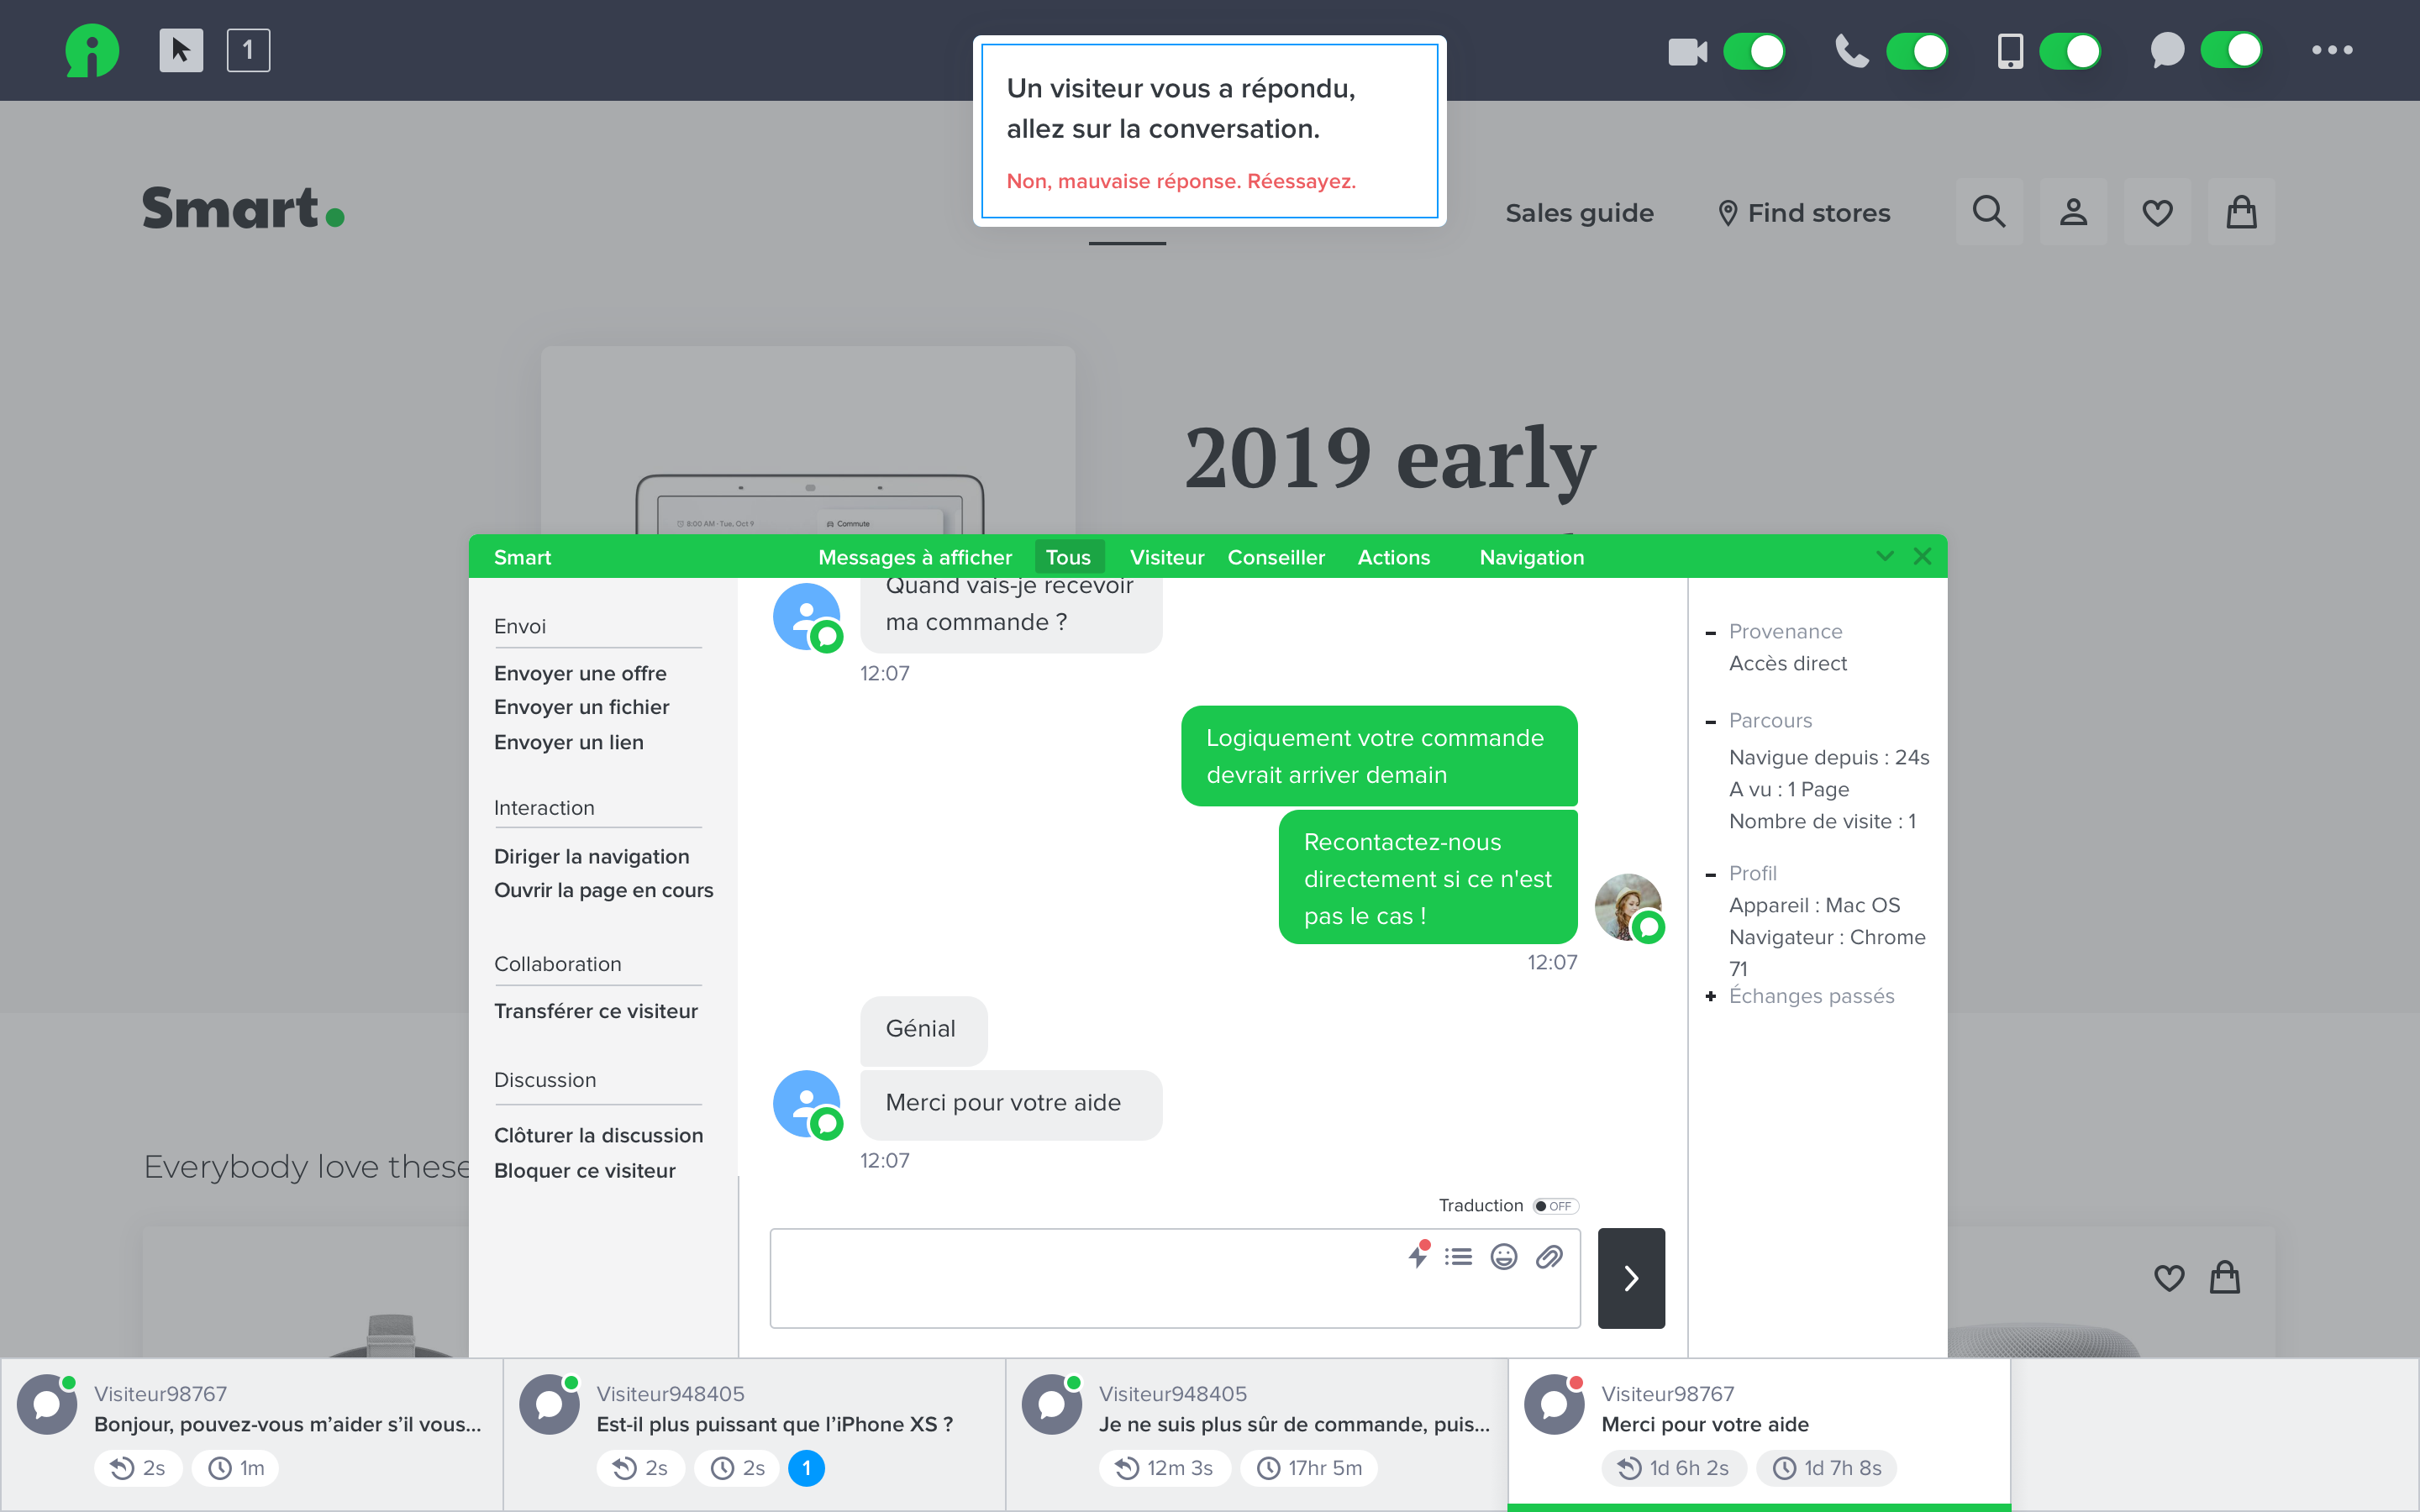 1
Un visiteur vous a répondu,
allez sur la conversation.
Non, mauvaise réponse. Réessayez.
Smart.
Sales guide
Find stores
2019 early
8:00 AM - Tue, Oct 9
Commute
Smart
Messages à afficher
Tous
Visiteur
Conseiller
Actions
Navigation
Envoi
Envoyer une offre
Envoyer un fichier
Envoyer un lien
Interaction
Diriger la navigation
Ouvrir la page en cours
Collaboration
Transférer ce visiteur
Discussion
Clôturer la discussion
Bloquer ce visiteur
Quand vais-je recevoir
ma commande ?
12:07
Logiquement votre commande
devrait arriver demain
Recontactez-nous
directement si ce n'est
pas le cas !
12:07
Génial
Merci pour votre aide
12:07
Traduction
OFF
Provenance
Accès direct
Parcours
Navigue depuis : 24s
A vu : 1 Page
Nombre de visite : 1
Profil
Appareil : Mac OS
Navigateur : Chrome
71
Échanges passés
Everybody love these
Visiteur98767
Bonjour, pouvez-vous m’aider s’il vous...
2s
1m
Visiteur948405
Est-il plus puissant que l’iPhone XS ?
2s
2s
1
Visiteur948405
Je ne suis plus sûr de commande, puis...
12m 3s
17hr 5m
Visiteur98767
Merci pour votre aide
1d 6h 2s
1d 7h 8s